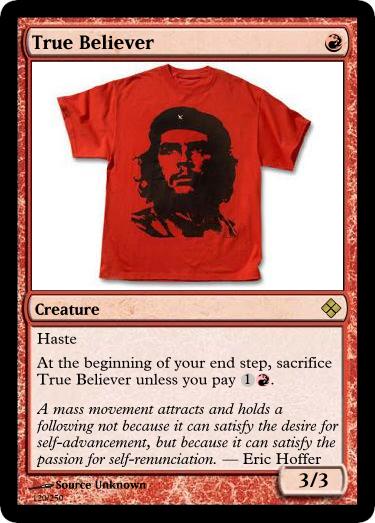 True Believer
Creature
Haste
At the beginning of your end step, sacrifice
True Believer unless you pay 1 .
A mass movement attracts and holds a
following not because it can satisfy the desire for
self-advancement, but because it can satisfy the
passion for self-renunciation. — Eric Hoffer
Source Unknown
120/250
3/3